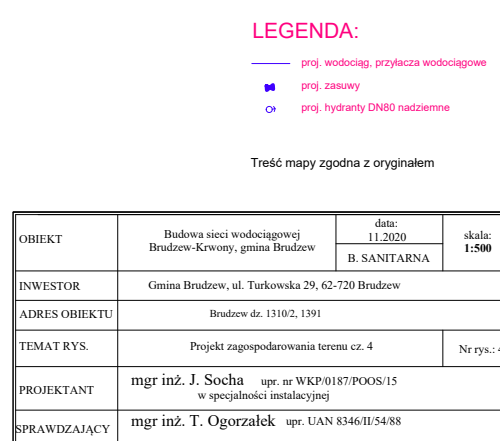 LEGENDA:
proj. wodociąg, przyłącza wodociągowe
proj. zasuwy
proj. hydranty DN80 nadziemne
Treść mapy zgodna z oryginałem
OBIEKT
Budowa sieci wodociągowej
Brudzew-Krwony, gmina Brudzew
data:
11.2020
B. SANITARNA
skala:
1:500
INWESTOR
Gmina Brudzew, ul. Turkowska 29, 62-720 Brudzew
ADRES OBIEKTU
Brudzew dz. 1310/2, 1391
TEMAT RYS.
Projekt zagospodarowania terenu cz. 4
Nr rys.: 4
PROJEKTANT
mgr inż. J. Socha upr. nr WKP/0187/POOS/15
w specjalności instalacyjnej
SPRAWDZAJĄCY
mgr inż. T. Ogorzałek upr. UAN 8346/II/54/88